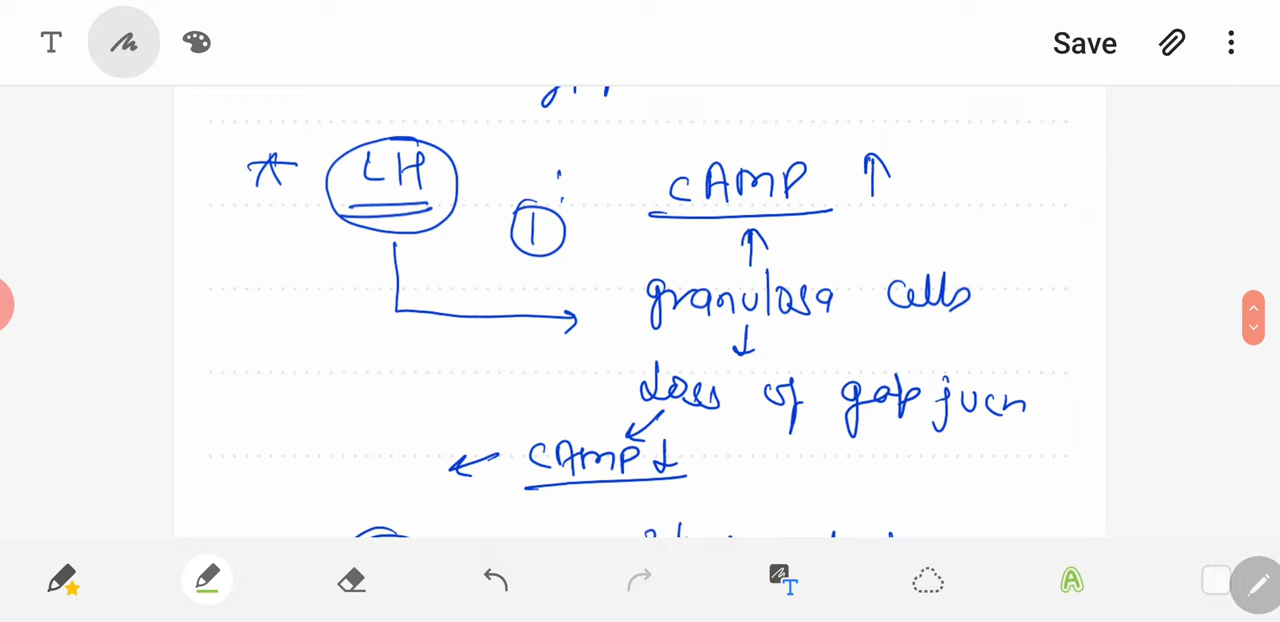 T Save
* LH ① cAMP ↑
↑
granulosa cells
↓
Loss of gap jucn
← cAMP↓